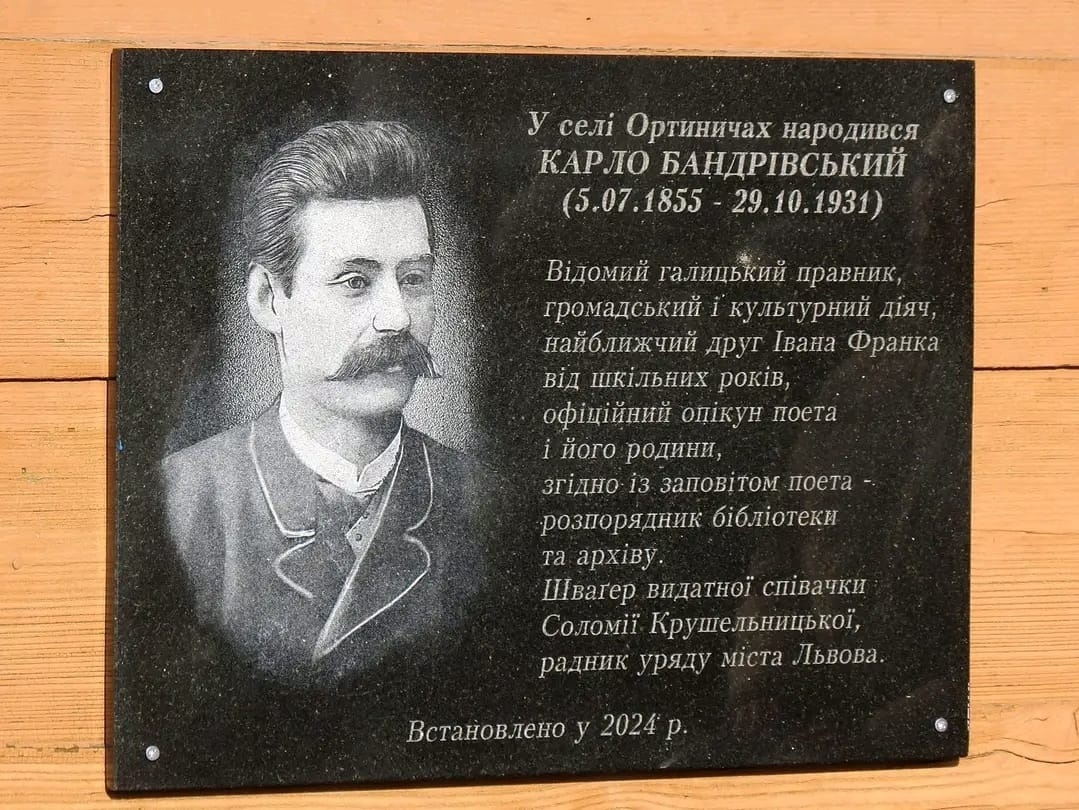 У селі Ортиничах народився
КАРЛО БАНДРІВСЬКИЙ
(5.07.1855 - 29.10.1931)
Відомий галицький правник,
громадський і культурний діяч,
найближчий друг Івана Франка
від шкільних років,
офіційний опікун поета
і його родини,
згідно із заповітом поета -
розпорядник бібліотеки
та архіву.
Шваґер видатної співачки
Соломії Крушельницької,
радник уряду міста Львова.
Встановлено у 2024 р.